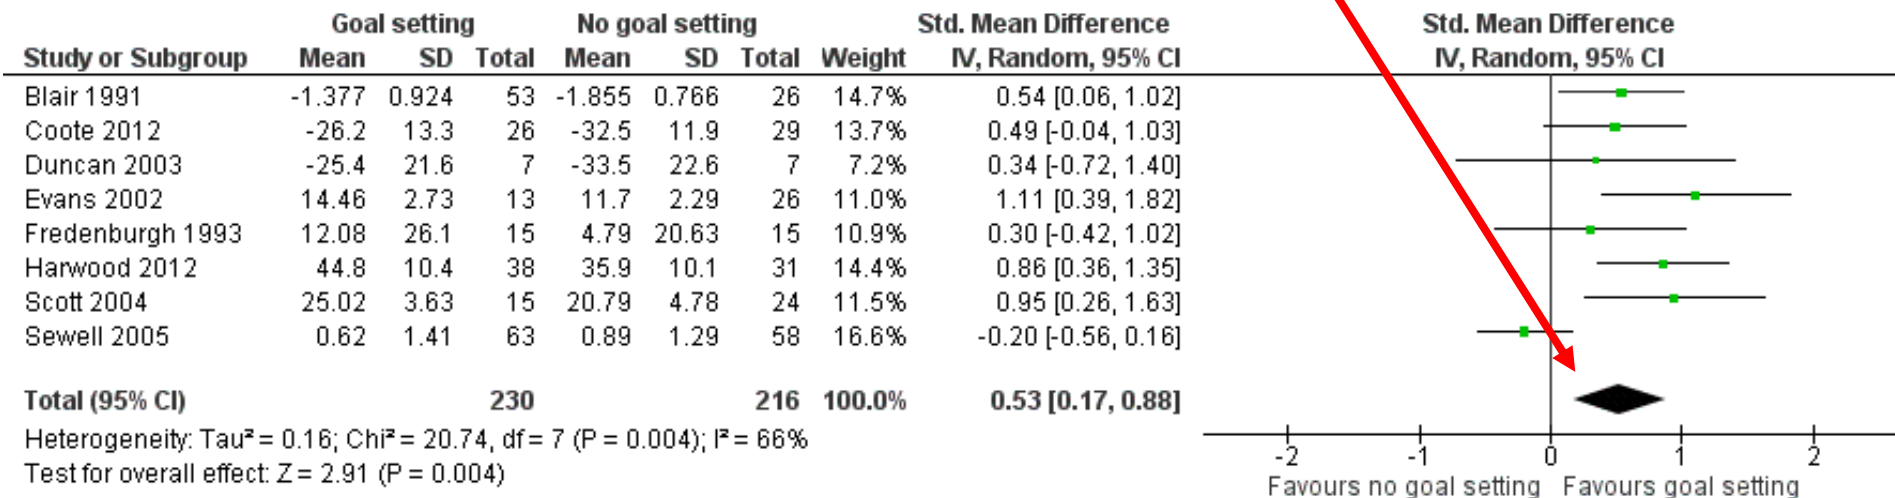 Goal setting No goal setting Std. Mean Difference Std. Mean Difference
Study or Subgroup Mean SD Total Mean SD Total Weight IV, Random, 95% CI IV, Random, 95% CI
Blair 1991 -1.377 0.924 53 -1.855 0.766 26 14.7% 0.54 [0.06, 1.02]
Coote 2012 -26.2 13.3 26 -32.5 11.9 29 13.7% 0.49 [-0.04, 1.03]
Duncan 2003 -25.4 21.6 7 -33.5 22.6 7 7.2% 0.34 [-0.72, 1.40]
Evans 2002 14.46 2.73 13 11.7 2.29 26 11.0% 1.11 [0.39, 1.82]
Fredenburgh 1993 12.08 26.1 15 4.79 20.63 15 10.9% 0.30 [-0.42, 1.02]
Harwood 2012 44.8 10.4 38 35.9 10.1 31 14.4% 0.86 [0.36, 1.35]
Scott 2004 25.02 3.63 15 20.79 4.78 24 11.5% 0.95 [0.26, 1.63]
Sewell 2005 0.62 1.41 63 0.89 1.29 58 16.6% -0.20 [-0.56, 0.16]
Total (95% CI) 230 216 100.0% 0.53 [0.17, 0.88]
Heterogeneity: Tau² = 0.16; Chi² = 20.74, df = 7 (P = 0.004); I² = 66%
Test for overall effect: Z = 2.91 (P = 0.004)
-2 -1 0 1 2
Favours no goal setting Favours goal setting